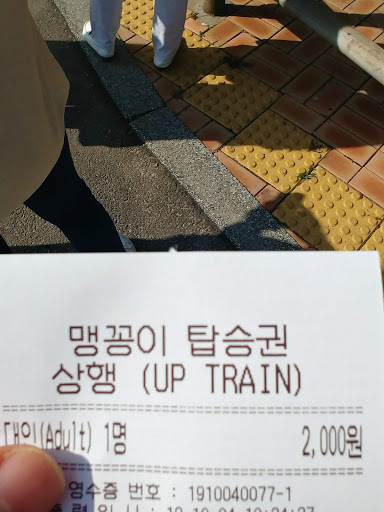 맹꽁이 탑승권
상행 (UP TRAIN)
대인(Adult) 1명 2,000원
영수증 번호 : 1910040077-1